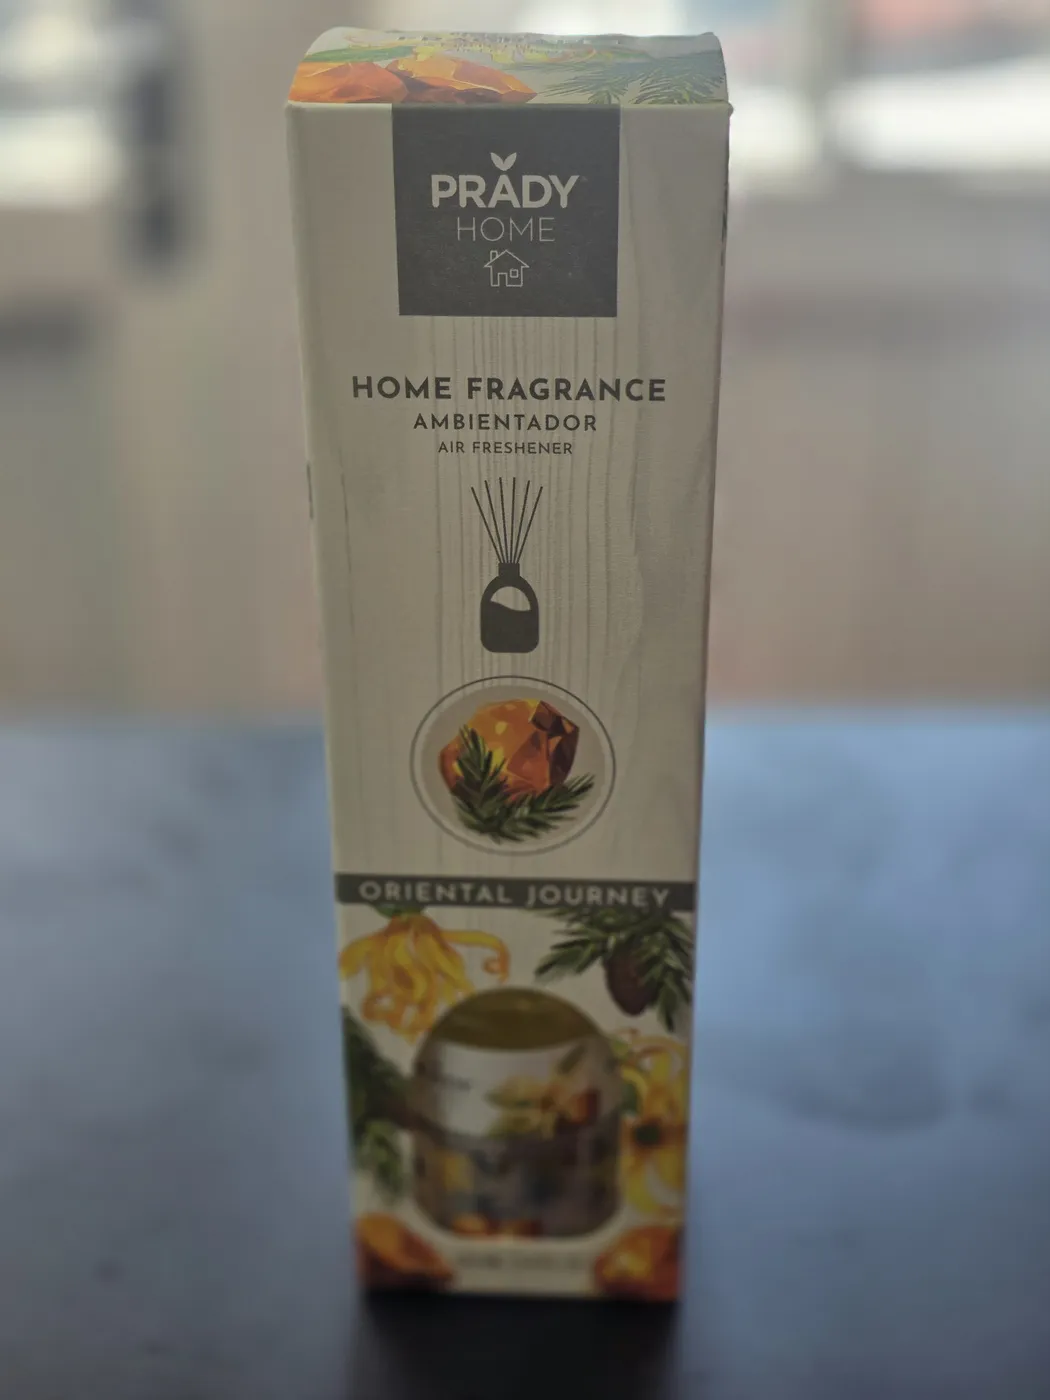 PRADY
HOME
HOME FRAGRANCE
AMBIENTADOR
AIR FRESHENER
ORIENTAL JOURNEY